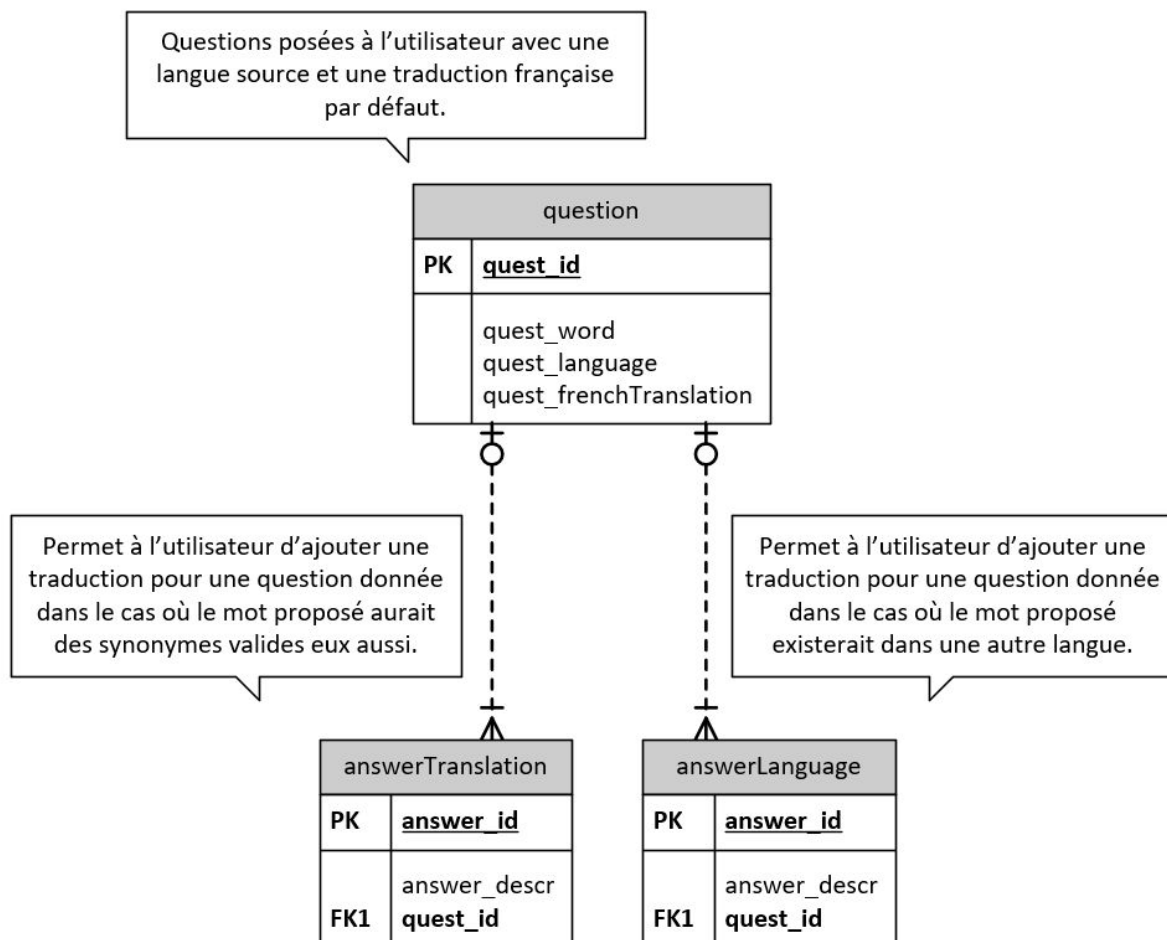 Questions posées à l’utilisateur avec une
langue source et une traduction française
par défaut.
question
PK quest_id
quest_word
quest_language
quest_frenchTranslation
Permet à l’utilisateur d’ajouter une
traduction pour une question donnée
dans le cas où le mot proposé aurait
des synonymes valides eux aussi.
Permet à l’utilisateur d’ajouter une
traduction pour une question donnée
dans le cas où le mot proposé
existerait dans une autre langue.
answerTranslation
PK answer_id
answer_descr
FK1 quest_id
answerLanguage
PK answer_id
answer_descr
FK1 quest_id